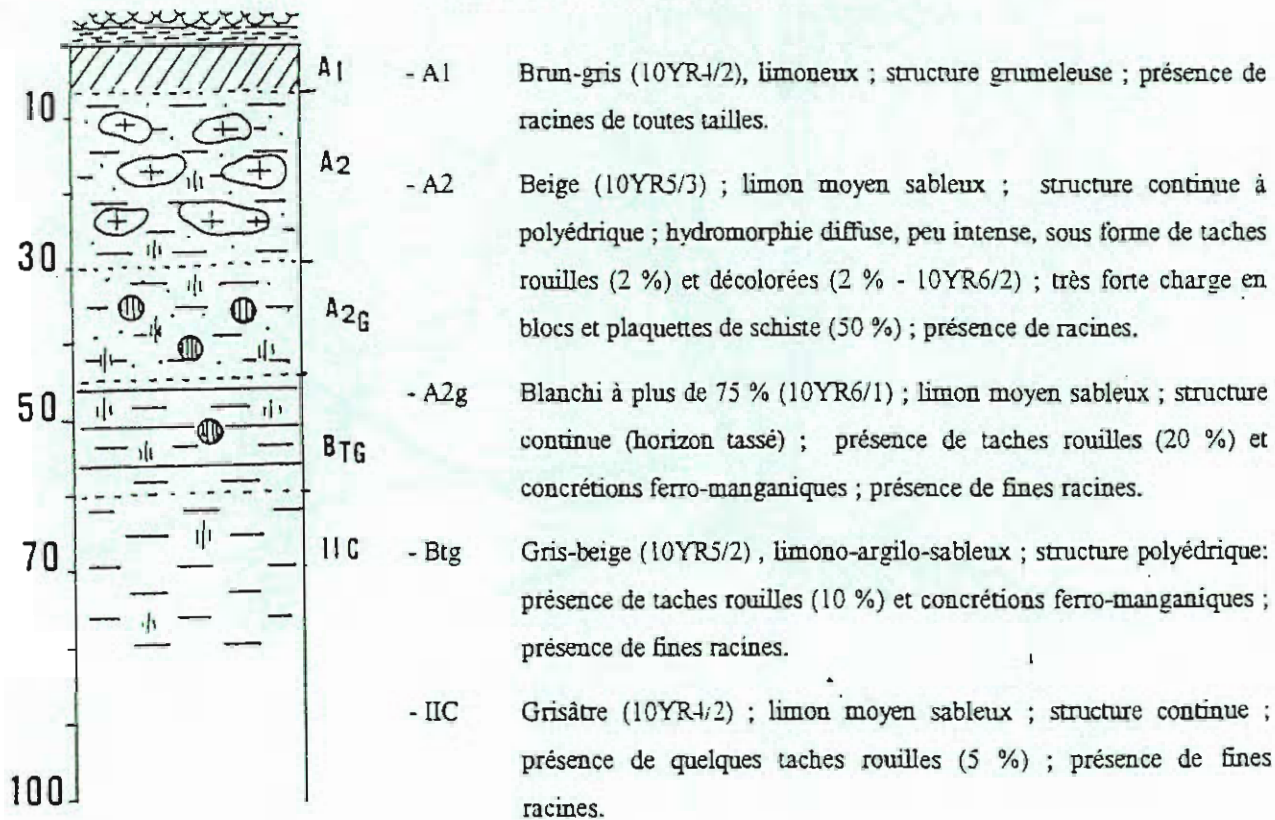 10
30
50
70
100
A1
A2
A2G
BTG
IIC
- A1 Brun-gris (10YR4/2), limoneux ; structure grumeleuse ; présence de
racines de toutes tailles.
- A2 Beige (10YR5/3) ; limon moyen sableux ; structure continue à
polyédrique ; hydromorphie diffuse, peu intense, sous forme de taches
rouilles (2 %) et décolorées (2 % - 10YR6/2) ; très forte charge en
blocs et plaquettes de schiste (50 %) ; présence de racines.
- A2g Blanchi à plus de 75 % (10YR6/1) ; limon moyen sableux ; structure
continue (horizon tassé) ; présence de taches rouilles (20 %) et
concrétions ferro-manganiques ; présence de fines racines.
- Btg Gris-beige (10YR5/2) , limono-argilo-sableux ; structure polyédrique:
présence de taches rouilles (10 %) et concrétions ferro-manganiques ;
présence de fines racines.
- IIC Grisâtre (10YR4/2) ; limon moyen sableux ; structure continue ;
présence de quelques taches rouilles (5 %) ; présence de fines
racines.